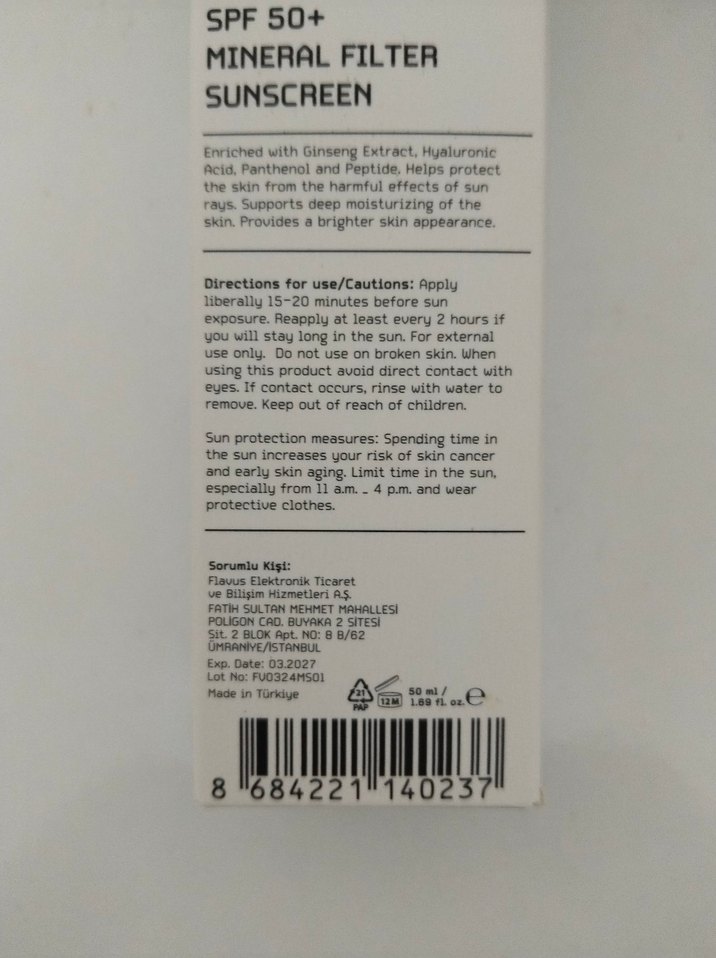 SPF 50+
MINERAL FILTER
SUNSCREEN
Enriched with Ginseng Extract, Hyaluronic
Acid, Panthenol and Peptide. Helps protect
the skin from the harmful effects of sun
rays. Supports deep moisturizing of the
skin. Provides a brighter skin appearance.
Directions for use/Cautions: Apply
liberally 15-20 minutes before sun
exposure. Reapply at least every 2 hours if
you will stay long in the sun. For external
use only. Do not use on broken skin. When
using this product avoid direct contact with
eyes. If contact occurs, rinse with water to
remove. Keep out of reach of children.
Sun protection measures: Spending time in
the sun increases your risk of skin cancer
and early skin aging. Limit time in the sun,
especially from 11 a.m. - 4 p.m. and wear
protective clothes.
Sorumlu Kişi:
Flavus Elektronik Ticaret
ve Bilişim Hizmetleri A.Ş.
FATİH SULTAN MEHMET MAHALLESİ
POLİGON CAD. BUYAKA 2 SİTESİ
Sit. 2 BLOK Apt. NO: 8 B/62
ÜMRANİYE/İSTANBUL
Exp. Date: 03.2027
Lot No: FV0324MS01
Made in Türkiye
21
PAP
12M
50 ml /
1.69 fl. oz. e
8 684221 140237